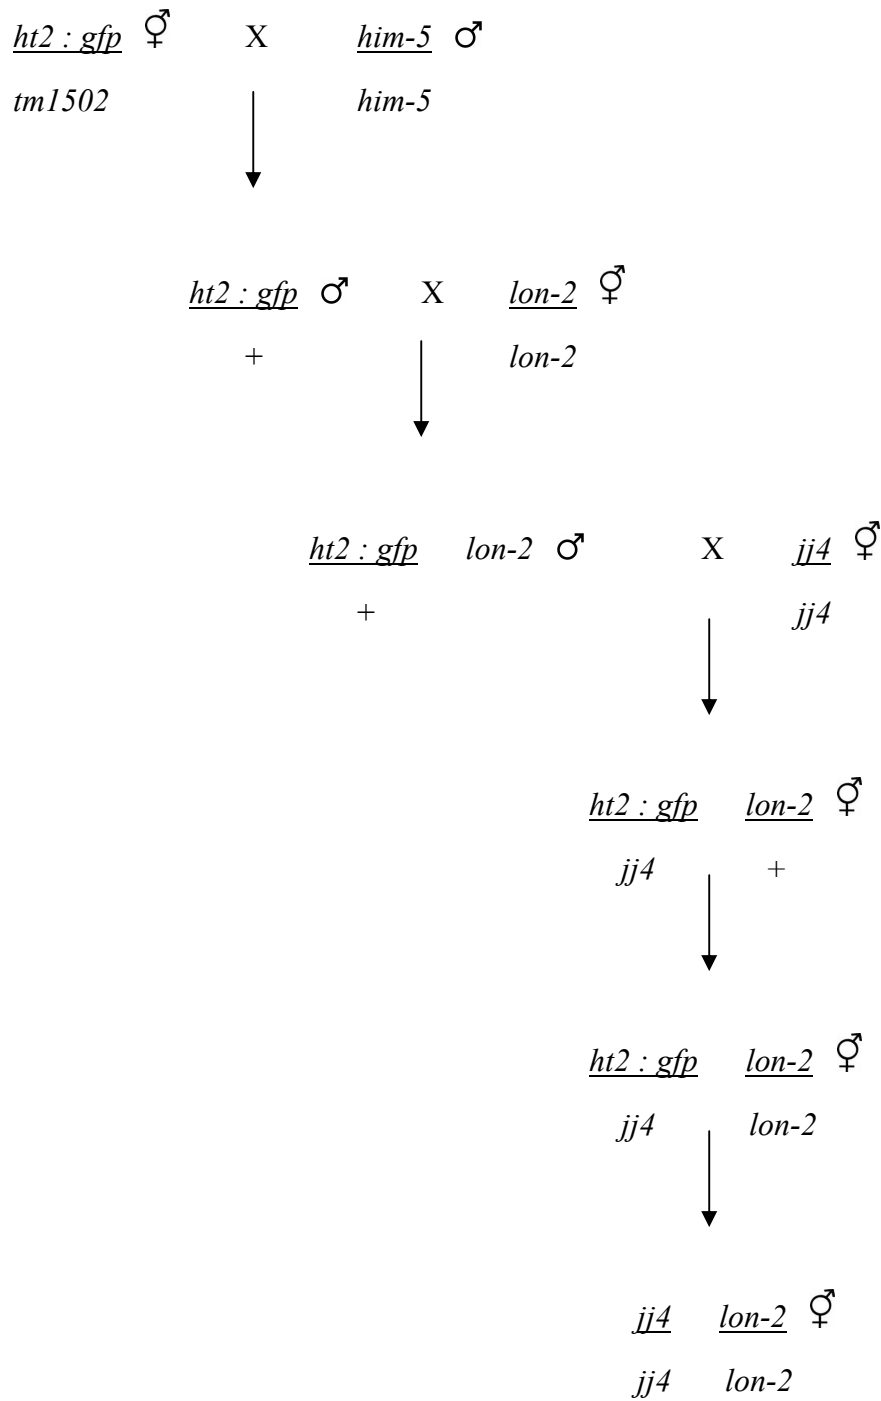 ht2 : gfp ⚥ X him-5 ♂
tm1502 him-5
ht2 : gfp ♂ X lon-2 ⚥
+ lon-2
ht2 : gfp lon-2 ♂ X jj4 ⚥
+ jj4
ht2 : gfp lon-2 ⚥
jj4 +
ht2 : gfp lon-2 ⚥
jj4 lon-2
jj4 lon-2 ⚥
jj4 lon-2